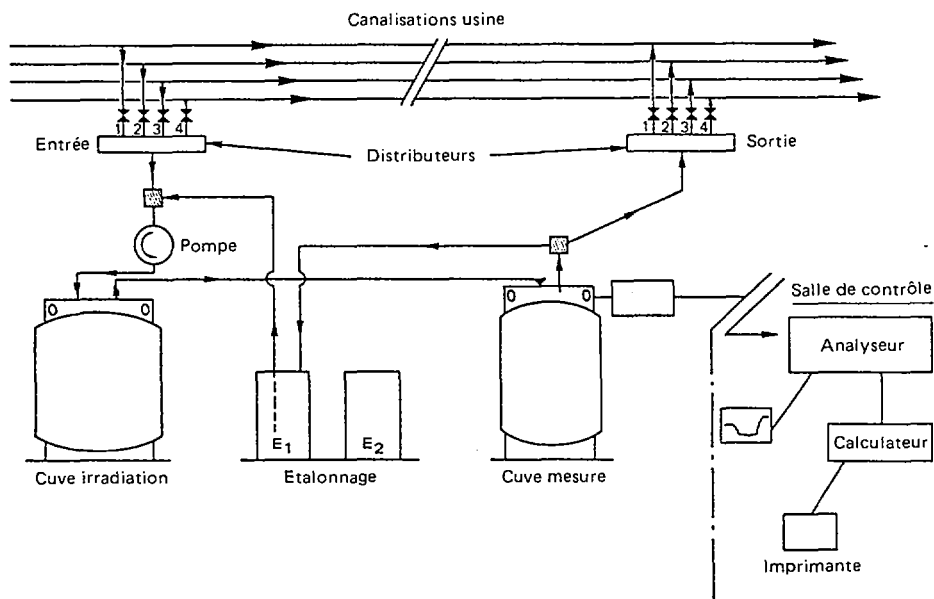 Canalisations usine
1 2 3 4
1 2 3 4
Entrée
Distributeurs
Sortie
Pompe
Salle de contrôle
Analyseur
E1
E2
Calculateur
Cuve irradiation
Etalonnage
Cuve mesure
Imprimante